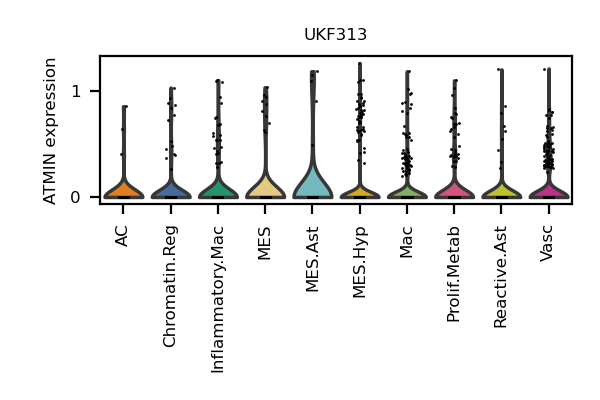 UKF313
ATMIN expression
1
0
AC
Chromatin.Reg
Inflammatory.Mac
MES
MES.Ast
MES.Hyp
Mac
Prolif.Metab
Reactive.Ast
Vasc